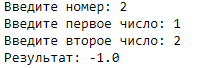 Введите номер: 2
Введите первое число: 1
Введите второе число: 2
Результат: -1.0